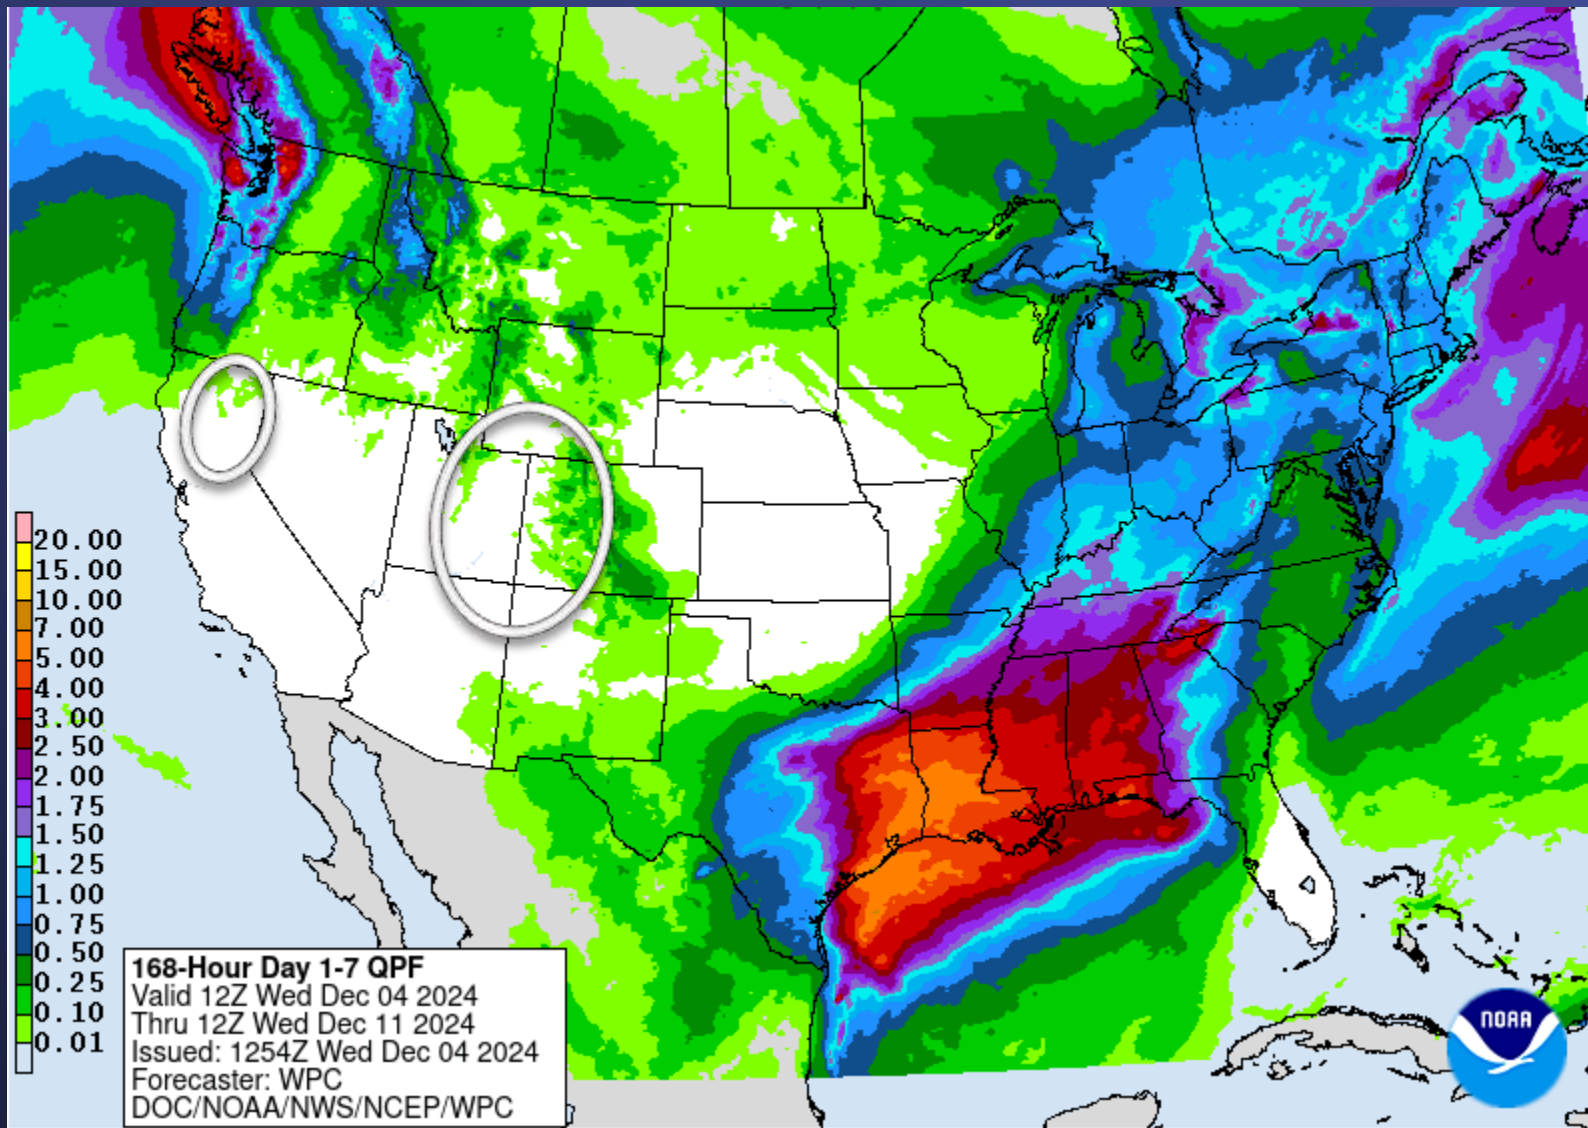 20.00
15.00
10.00
7.00
5.00
4.00
3.00
2.50
2.00
1.75
1.50
1.25
1.00
0.75
0.50
0.25
0.10
0.01
168-Hour Day 1-7 QPF
Valid 12Z Wed Dec 04 2024
Thru 12Z Wed Dec 11 2024
Issued: 1254Z Wed Dec 04 2024
Forecaster: WPC
DOC/NOAA/NWS/NCEP/WPC
NOAA